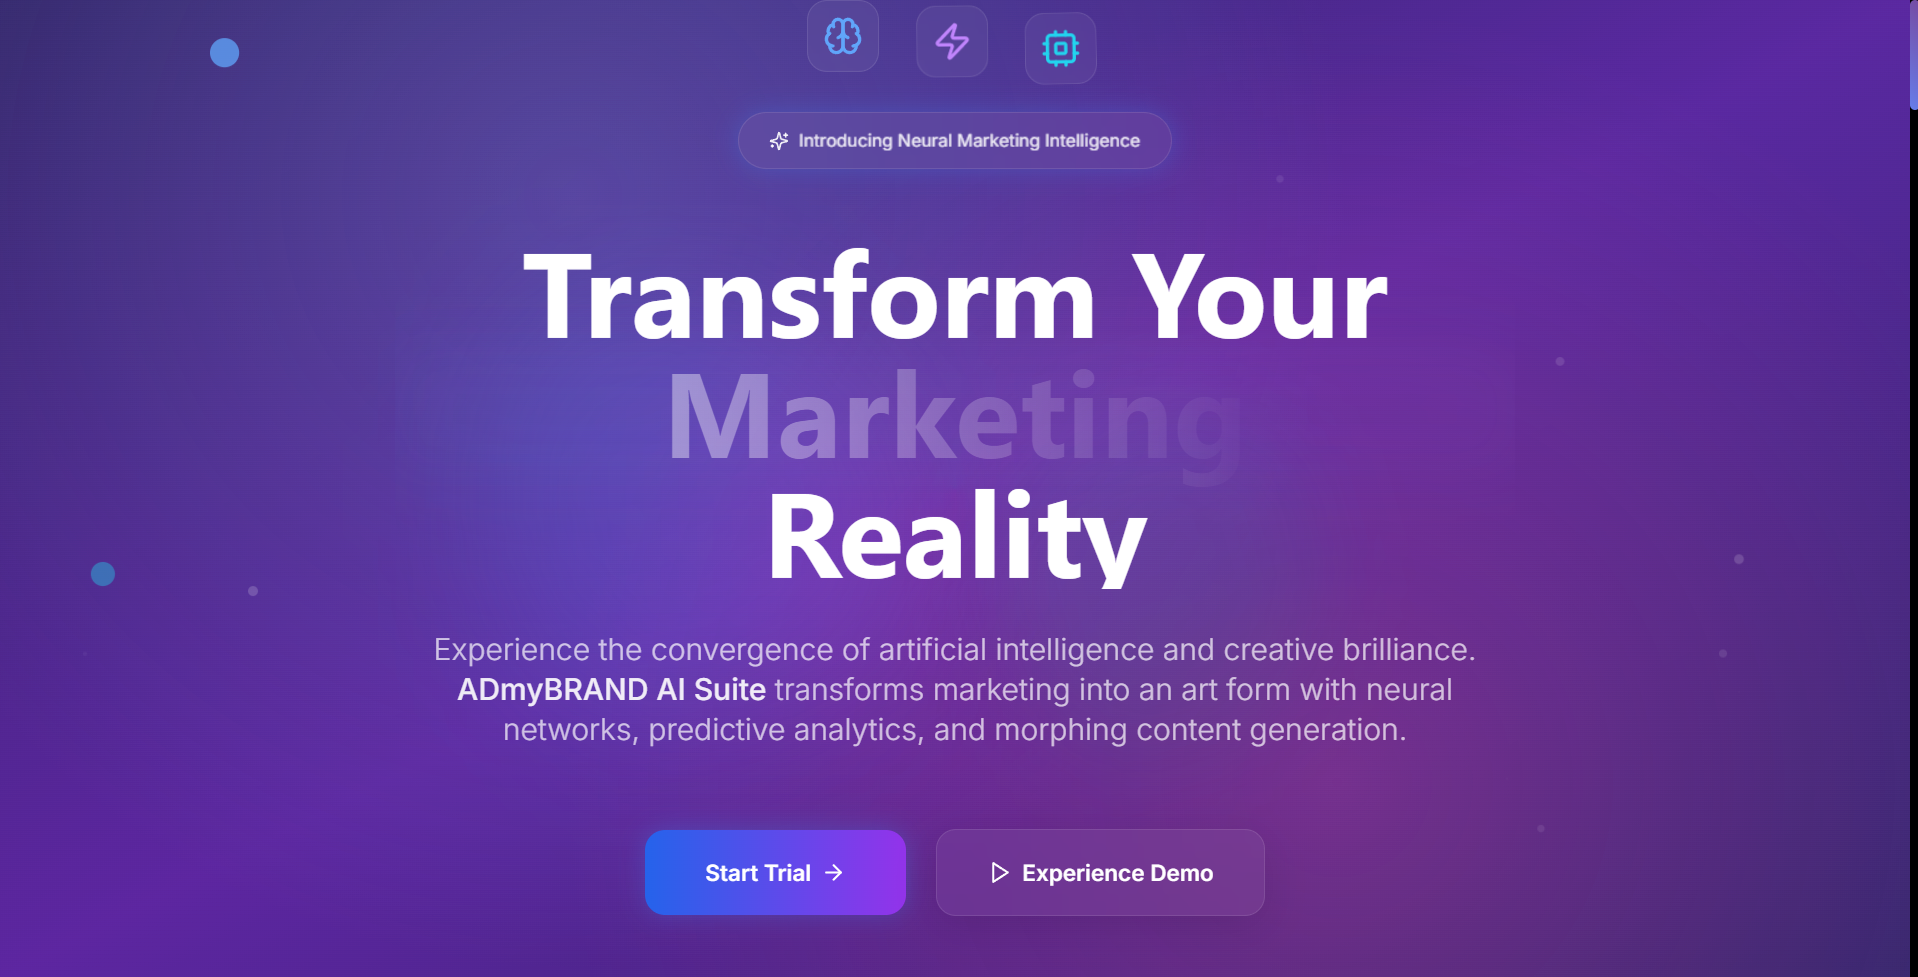 Introducing Neural Marketing Intelligence
Transform Your
Marketing
Reality
Experience the convergence of artificial intelligence and creative brilliance.
ADmyBRAND AI Suite transforms marketing into an art form with neural
networks, predictive analytics, and morphing content generation.
Start Trial
Experience Demo